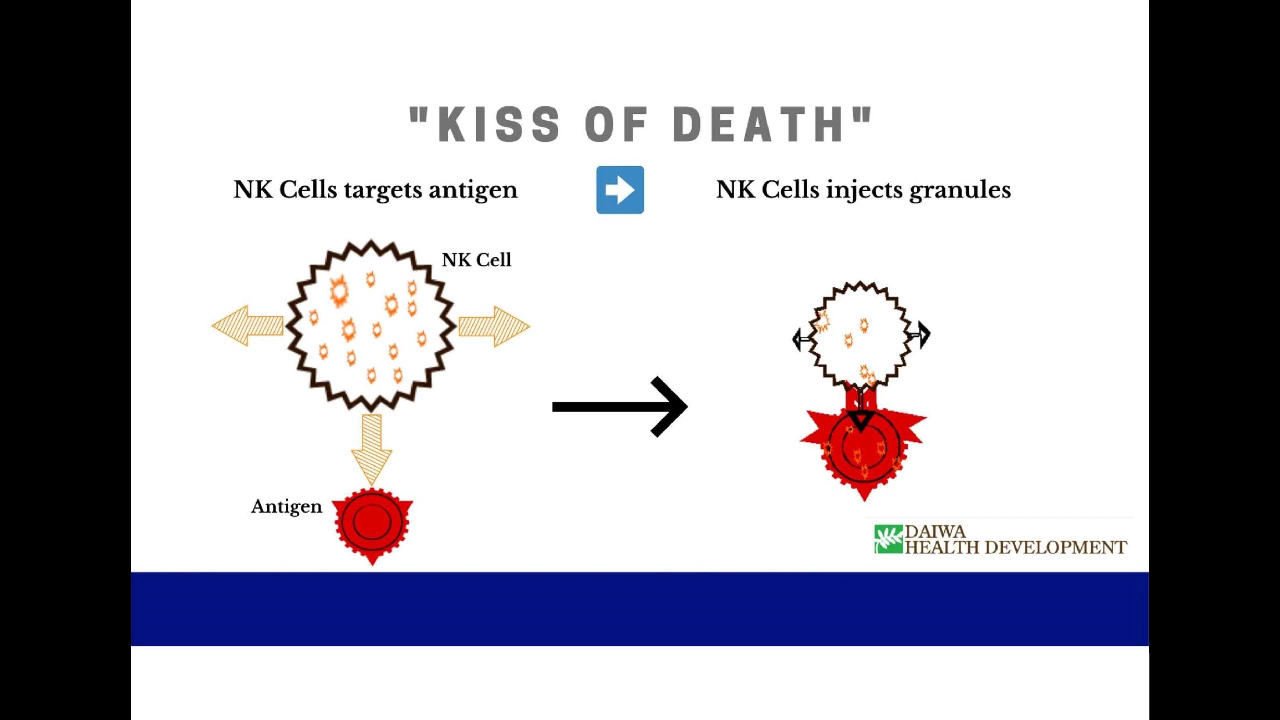 "KISS OF DEATH"
NK Cells targets antigen
NK Cells injects granules
NK Cell
Antigen
DAIWA
HEALTH DEVELOPMENT